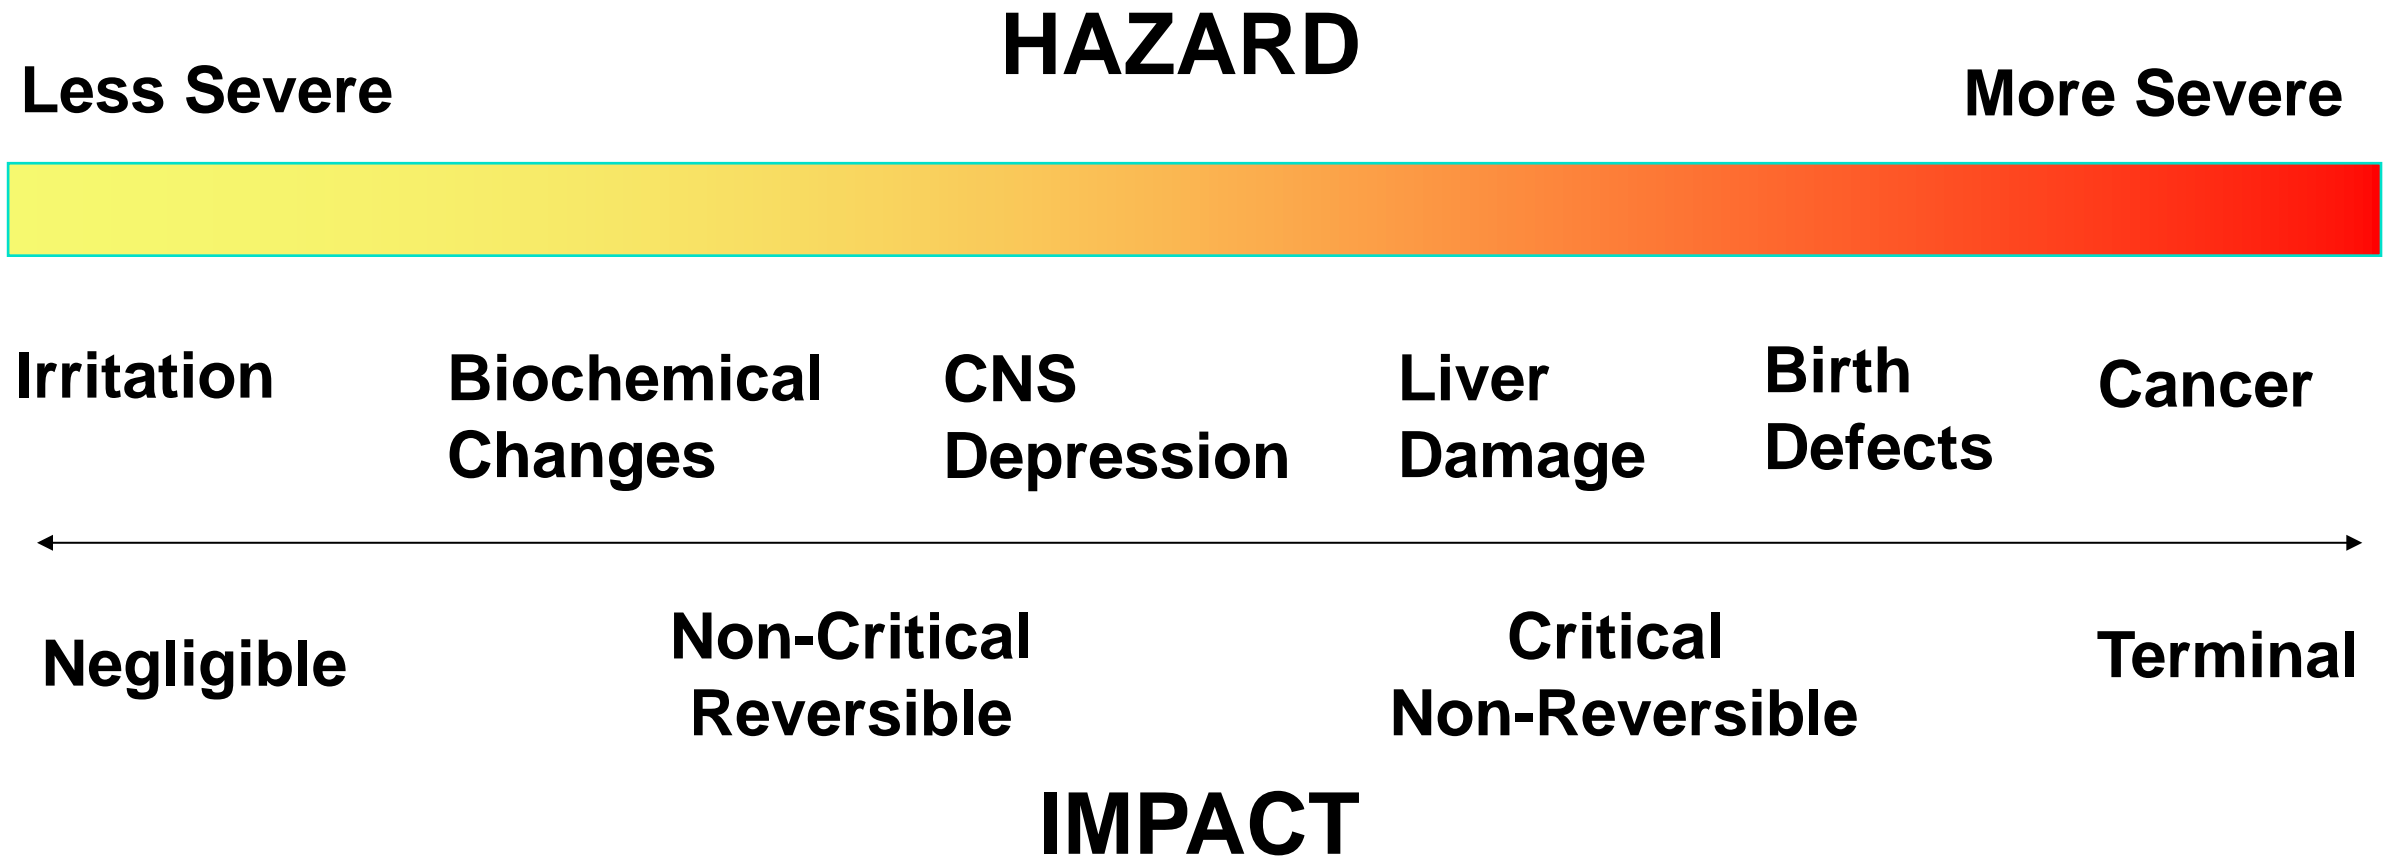 HAZARD
Less Severe
More Severe
Irritation
Biochemical
Changes
CNS
Depression
Liver
Damage
Birth
Defects
Cancer
Negligible
Non-Critical
Reversible
Critical
Non-Reversible
Terminal
IMPACT